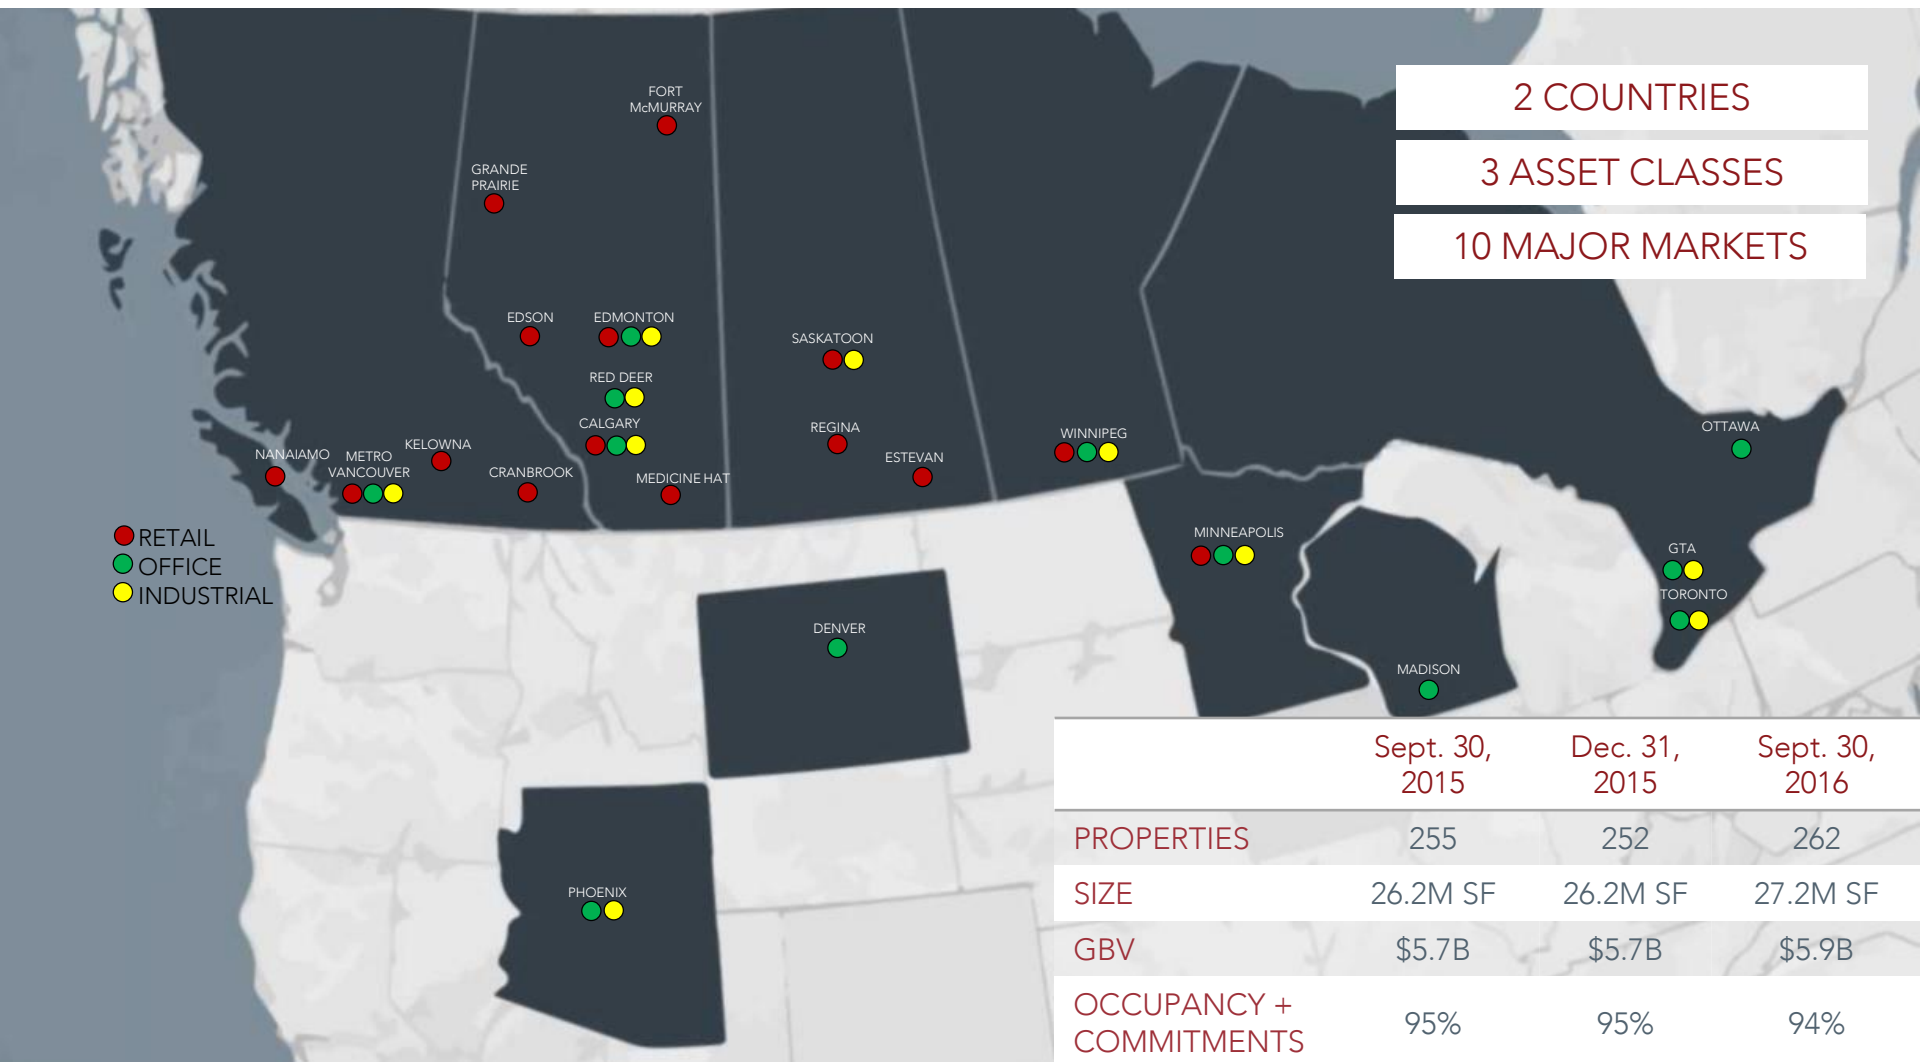 2 COUNTRIES
3 ASSET CLASSES
10 MAJOR MARKETS
FORT
McMURRAY
GRANDE
PRAIRIE
EDSON
EDMONTON
SASKATOON
RED DEER
CALGARY
REGINA
WINNIPEG
OTTAWA
NANAIAMO
METRO
VANCOUVER
KELOWNA
CRANBROOK
MEDICINE HAT
ESTEVAN
RETAIL
OFFICE
INDUSTRIAL
MINNEAPOLIS
GTA
TORONTO
DENVER
MADISON
PHOENIX
Sept. 30,
2015
Dec. 31,
2015
Sept. 30,
2016
PROPERTIES 255 252 262
SIZE 26.2M SF 26.2M SF 27.2M SF
GBV $5.7B $5.7B $5.9B
OCCUPANCY +
COMMITMENTS 95% 95% 94%